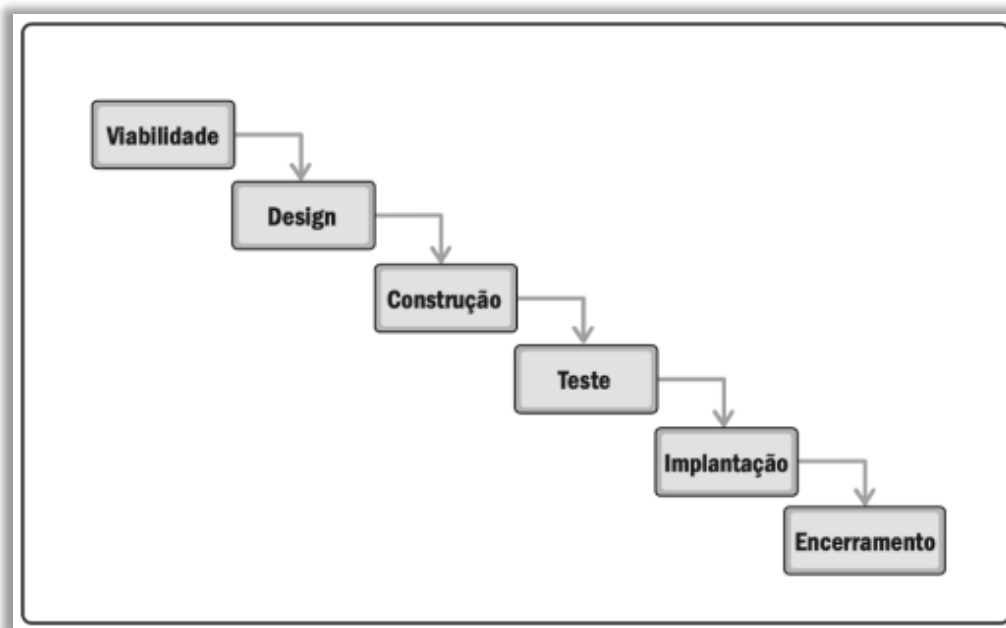 Viabilidade
Design
Construção
Teste
Implantação
Encerramento